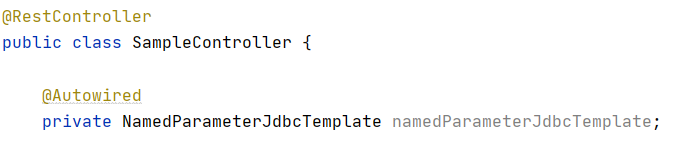 @RestController
public class SampleController {
@Autowired
private NamedParameterJdbcTemplate namedParameterJdbcTemplate;